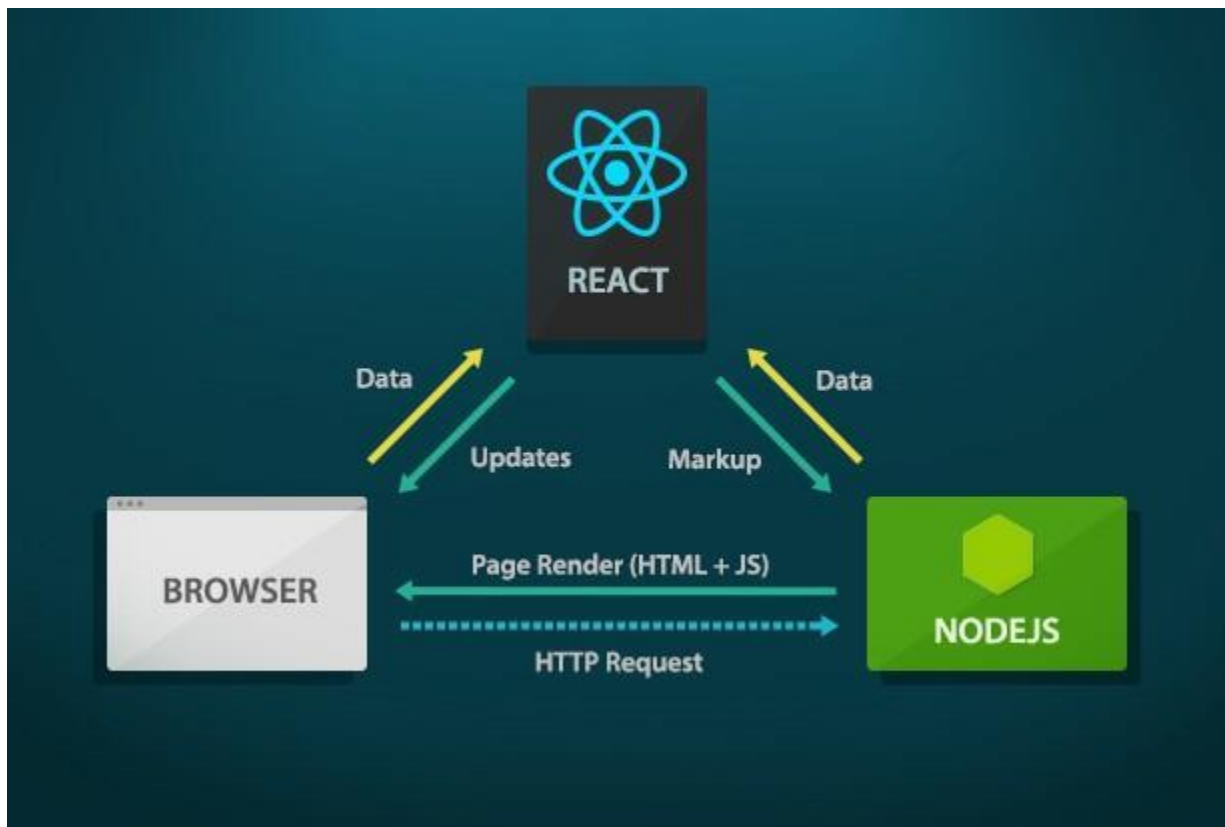 REACT
Data
Data
Updates
Markup
Page Render (HTML + JS)
BROWSER
NODEJS
HTTP Request